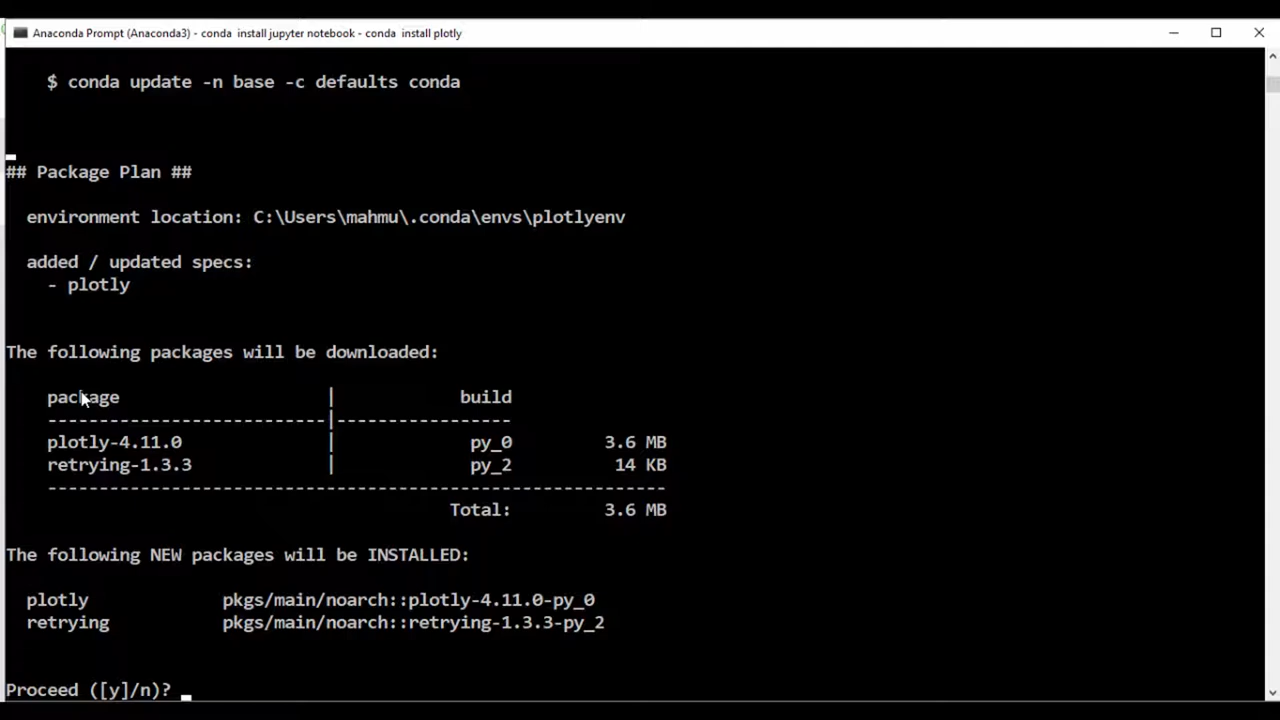 Anaconda Prompt (Anaconda3) - conda  install jupyter notebook - conda  install plotly
$ conda update -n base -c defaults conda
## Package Plan ##
environment location: C:\Users\mahmu\.conda\envs\plotlyenv
added / updated specs:
- plotly
The following packages will be downloaded:
package                    |            build
---------------------------|-----------------
plotly-4.11.0              |             py_0         3.6 MB
retrying-1.3.3             |             py_2          14 KB
------------------------------------------------------------
Total:         3.6 MB
The following NEW packages will be INSTALLED:
plotly             pkgs/main/noarch::plotly-4.11.0-py_0
retrying           pkgs/main/noarch::retrying-1.3.3-py_2
Proceed ([y]/n)?